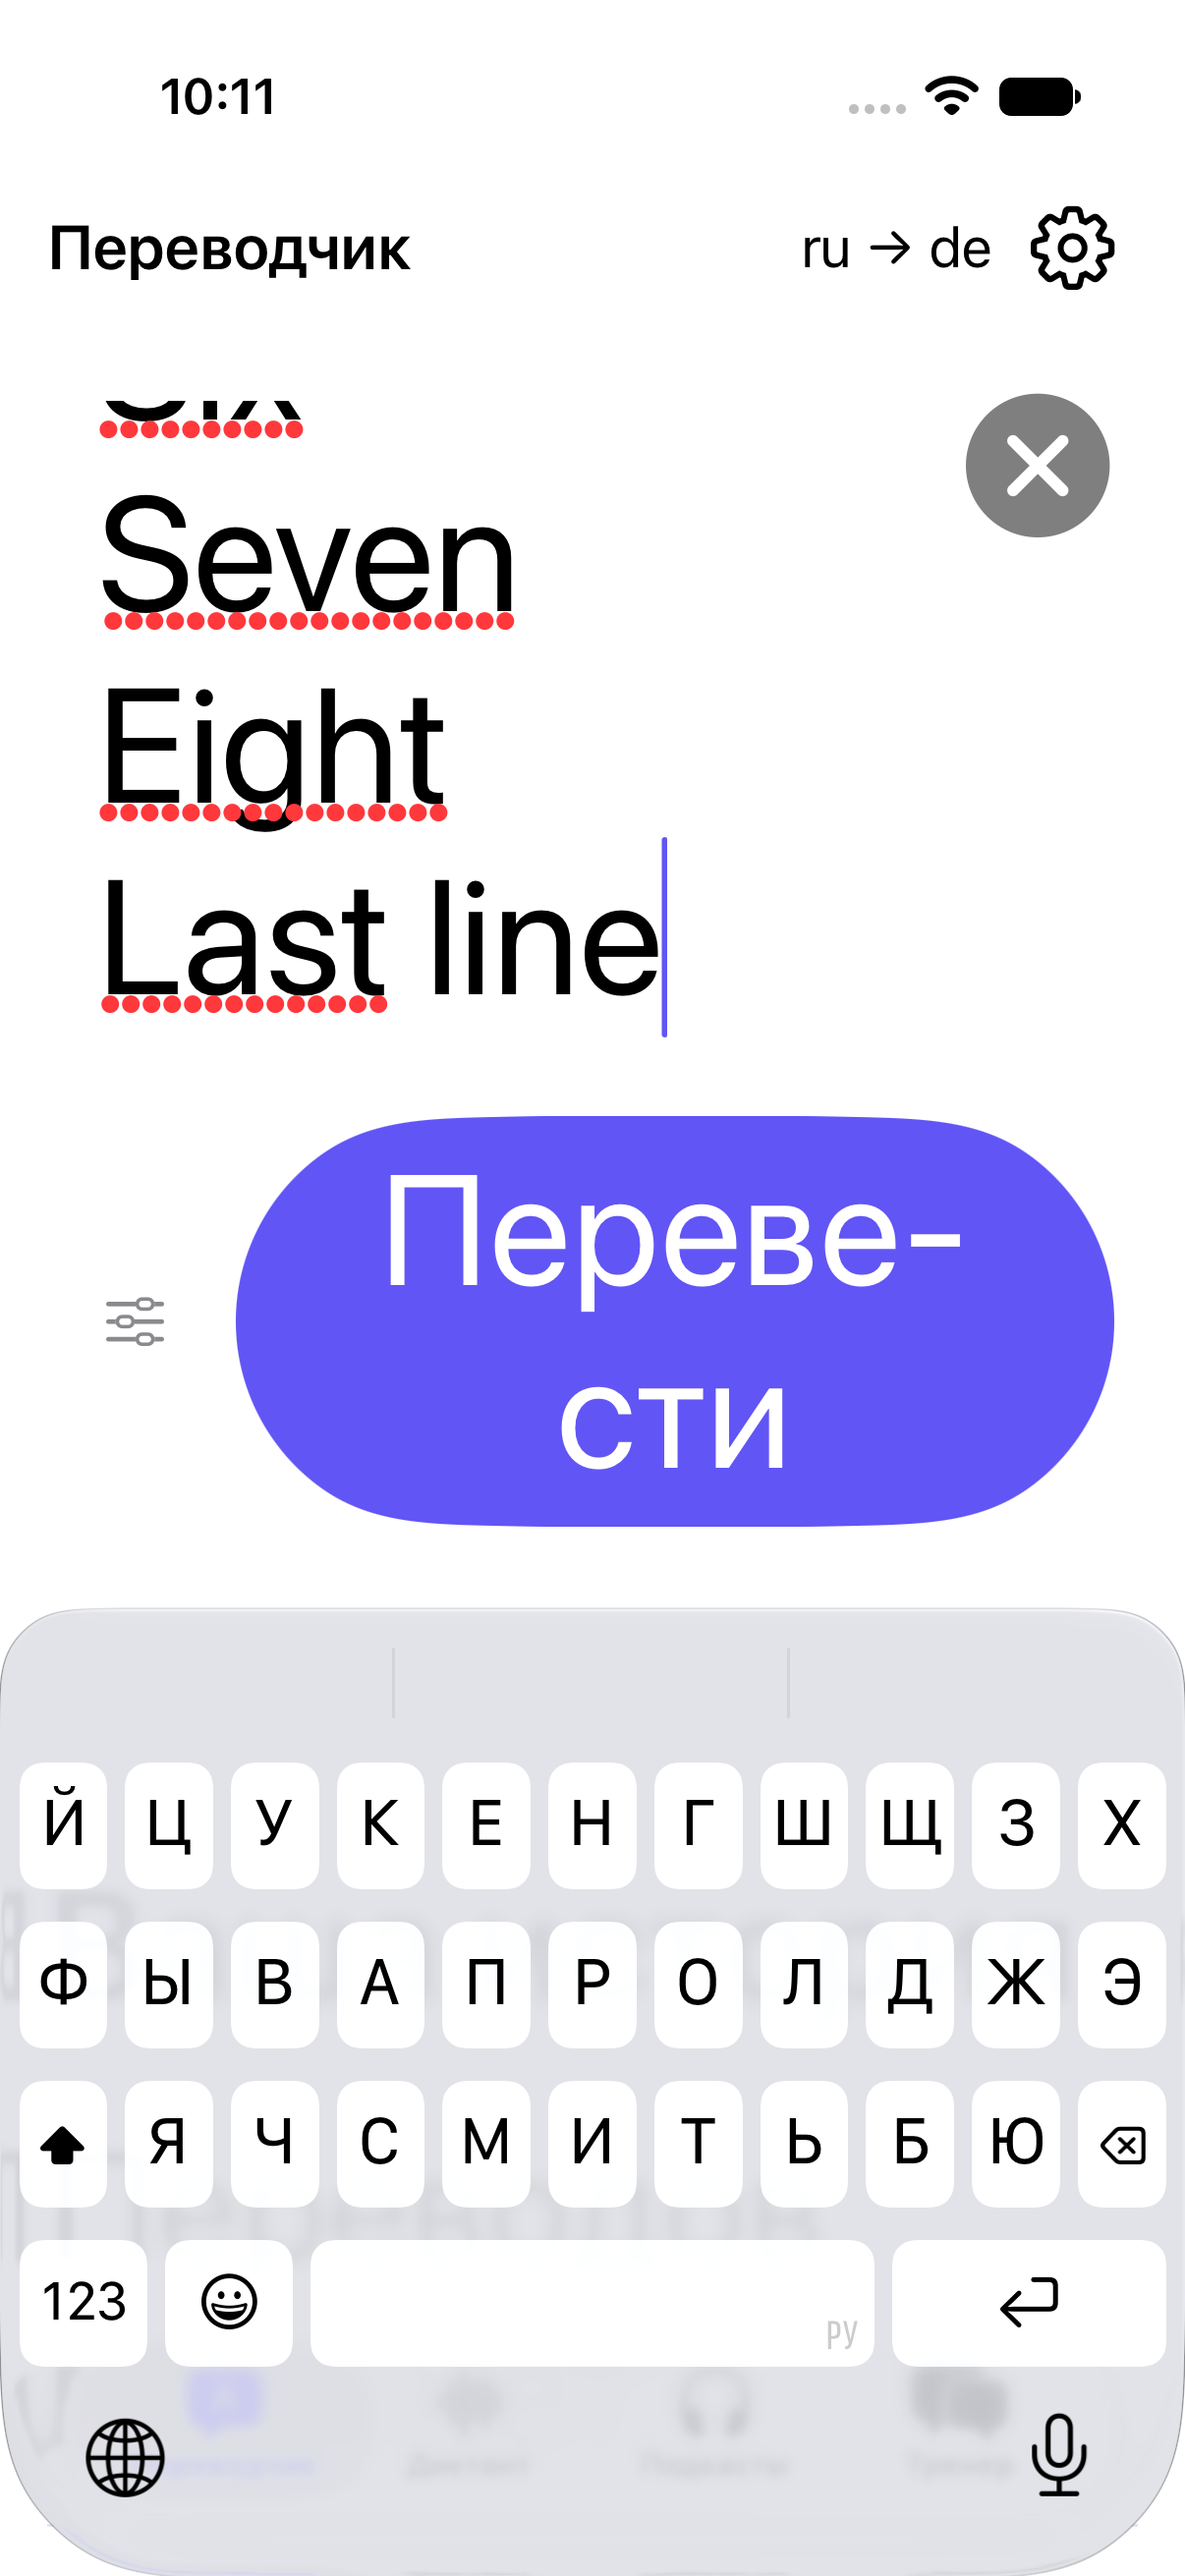 10:11
Переводчик
ru → de
Seven
Eight
Last line
Переве-
сти
Й Ц У К Е Н Г Ш Щ З Х
Ф Ы В А П Р О Л Д Ж Э
Я Ч С М И Т Ь Б Ю
123
РУ